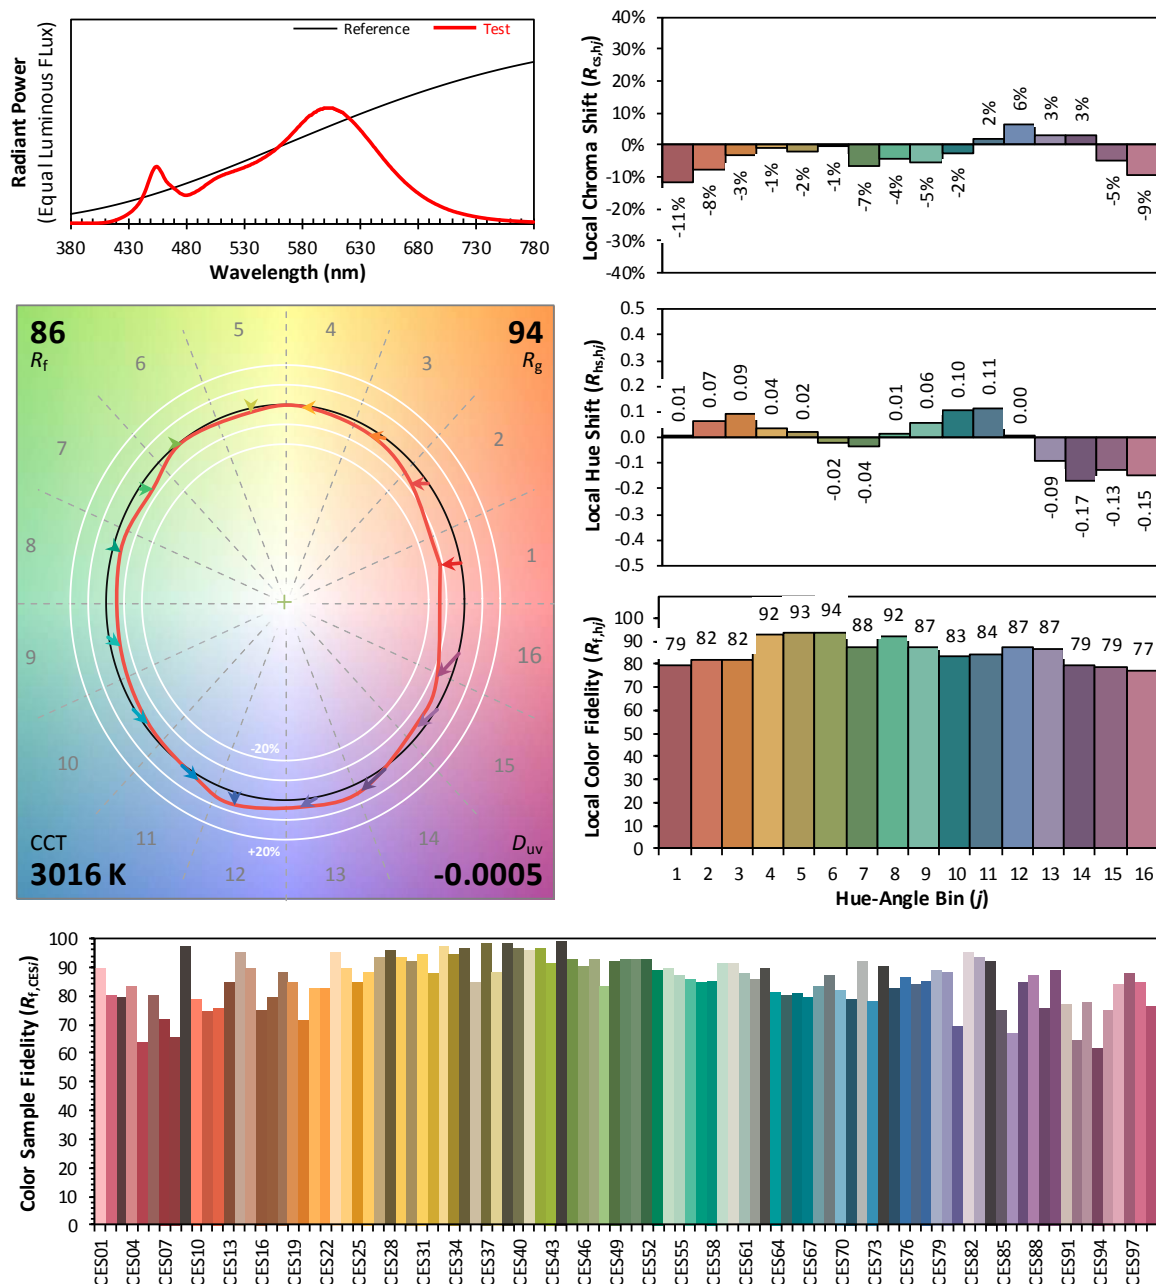 Radiant Power
(Equal Luminous FLux)
Reference
Test
380 430 480 530 580 630 680 730 780
Wavelength (nm)
Local Chroma Shift (Rcs,hj)
40%
30%
20%
10%
0%
-10%
-20%
-30%
-40%
-11% -8% -3% -1% -2% -1% -7% -4% -5% -2% 2% 6% 3% 3% -5% -9%
86
Rf
94
Rg
5 4
6 3
7 2
8 1
9 16
10 15
11 14
12 13
-20%
+20%
CCT
3016 K
Duv
-0.0005
Local Hue Shift (Rhs,hj)
0.5
0.4
0.3
0.2
0.1
0.0
-0.1
-0.2
-0.3
-0.4
-0.5
0.01 0.07 0.09 0.04 0.02 -0.02 -0.04 0.01 0.06 0.10 0.11 0.00 -0.09 -0.17 -0.13 -0.15
Local Color Fidelity (Rf,hj)
100
90
80
70
60
50
40
30
20
10
0
79 82 82 92 93 94 88 92 87 83 84 87 87 79 79 77
1 2 3 4 5 6 7 8 9 10 11 12 13 14 15 16
Hue-Angle Bin (j)
Color Sample Fidelity (Rf,CESi)
100
90
80
70
60
50
40
30
20
10
0
CES01 CES04 CES07 CES10 CES13 CES16 CES19 CES22 CES25 CES28 CES31 CES34 CES37 CES40 CES43 CES46 CES49 CES52 CES55 CES58 CES61 CES64 CES67 CES70 CES73 CES76 CES79 CES82 CES85 CES88 CES91 CES94 CES97